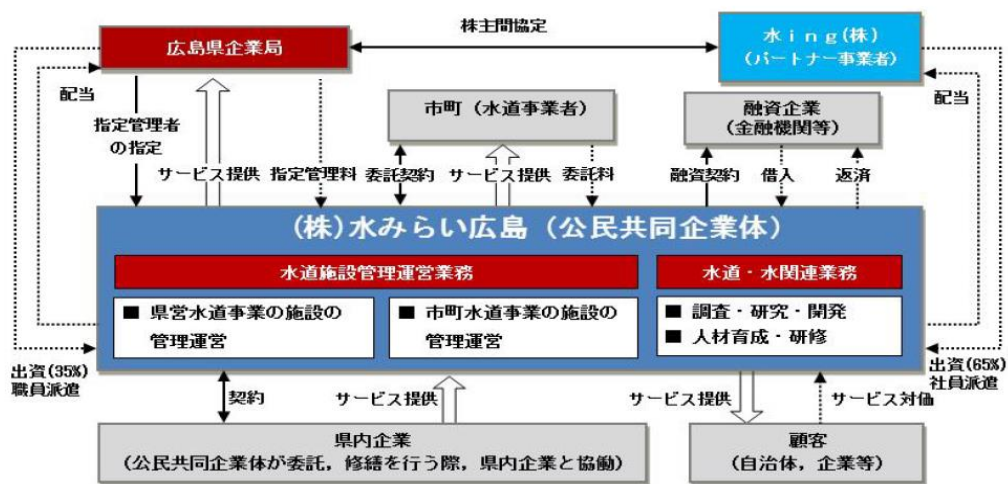 株主間協定
広島県企業局
水ing(株)
(パートナー事業者)
配当
指定管理者
の指定
市町(水道事業者)
融資企業
(金融機関等)
配当
サービス提供
指定管理料
委託契約
サービス提供
委託料
融資契約
借入
返済
(株)水みらい広島(公民共同企業体)
水道施設管理運営業務
水道・水関連業務
■ 県営水道事業の施設の
管理運営
■ 市町水道事業の施設の
管理運営
■ 調査・研究・開発
■ 人材育成・研修
出資(35%)
職員派遣
出資(65%)
社員派遣
契約
サービス提供
サービス提供
サービス対価
県内企業
(公民共同企業体が委託,修繕を行う際,県内企業と協働)
顧客
(自治体,企業等)